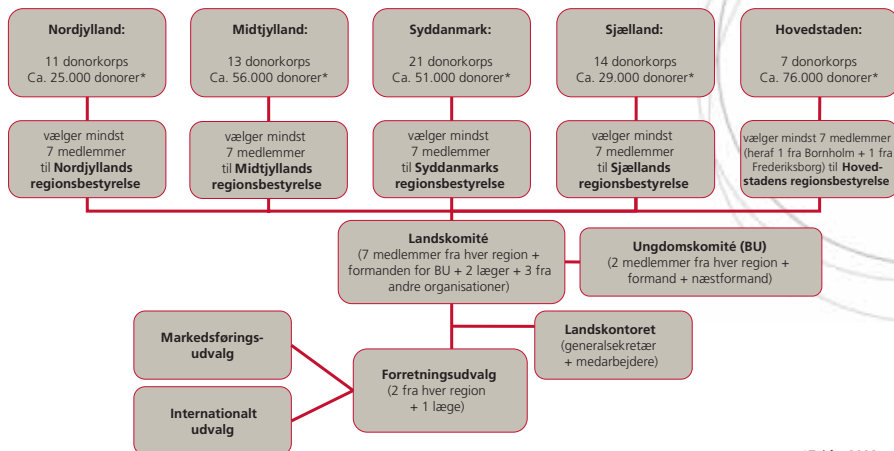 Nordjylland:
11 donorkorps
Ca. 25.000 donorer*
Midtjylland:
13 donorkorps
Ca. 56.000 donorer*
Syddanmark:
21 donorkorps
Ca. 51.000 donorer*
Sjælland:
14 donorkorps
Ca. 29.000 donorer*
Hovedstaden:
7 donorkorps
Ca. 76.000 donorer*
vælger mindst
7 medlemmer
til Nordjyllands
regionsbestyrelse
vælger mindst
7 medlemmer
til Midtjyllands
regionsbestyrelse
vælger mindst
7 medlemmer
til Syddanmarks
regionsbestyrelse
vælger mindst
7 medlemmer
til Sjællands
regionsbestyrelse
vælger mindst 7 medlemmer
(heraf 1 fra Bornholm + 1 fra
Frederiksborg) til Hoved-
stadens regionsbestyrelse
Landskomité
(7 medlemmer fra hver region +
formanden for BU + 2 læger + 3 fra
andre organisationer)
Ungdomskomité (BU)
(2 medlemmer fra hver region +
formand + næstformand)
Markedsførings-
udvalg
Landskontoret
(generalsekretær
+ medarbejdere)
Forretningsudvalg
(2 fra hver region
+ 1 læge)
Internationalt
udvalg